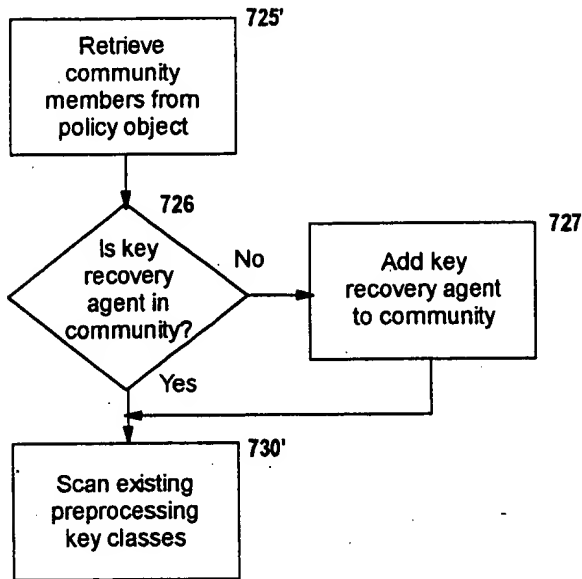 725'
Retrieve
community
members from
policy object
726
Is key
recovery
agent in
community?
No
Yes
727
Add key
recovery agent
to community
730'
Scan existing
preprocessing
key classes